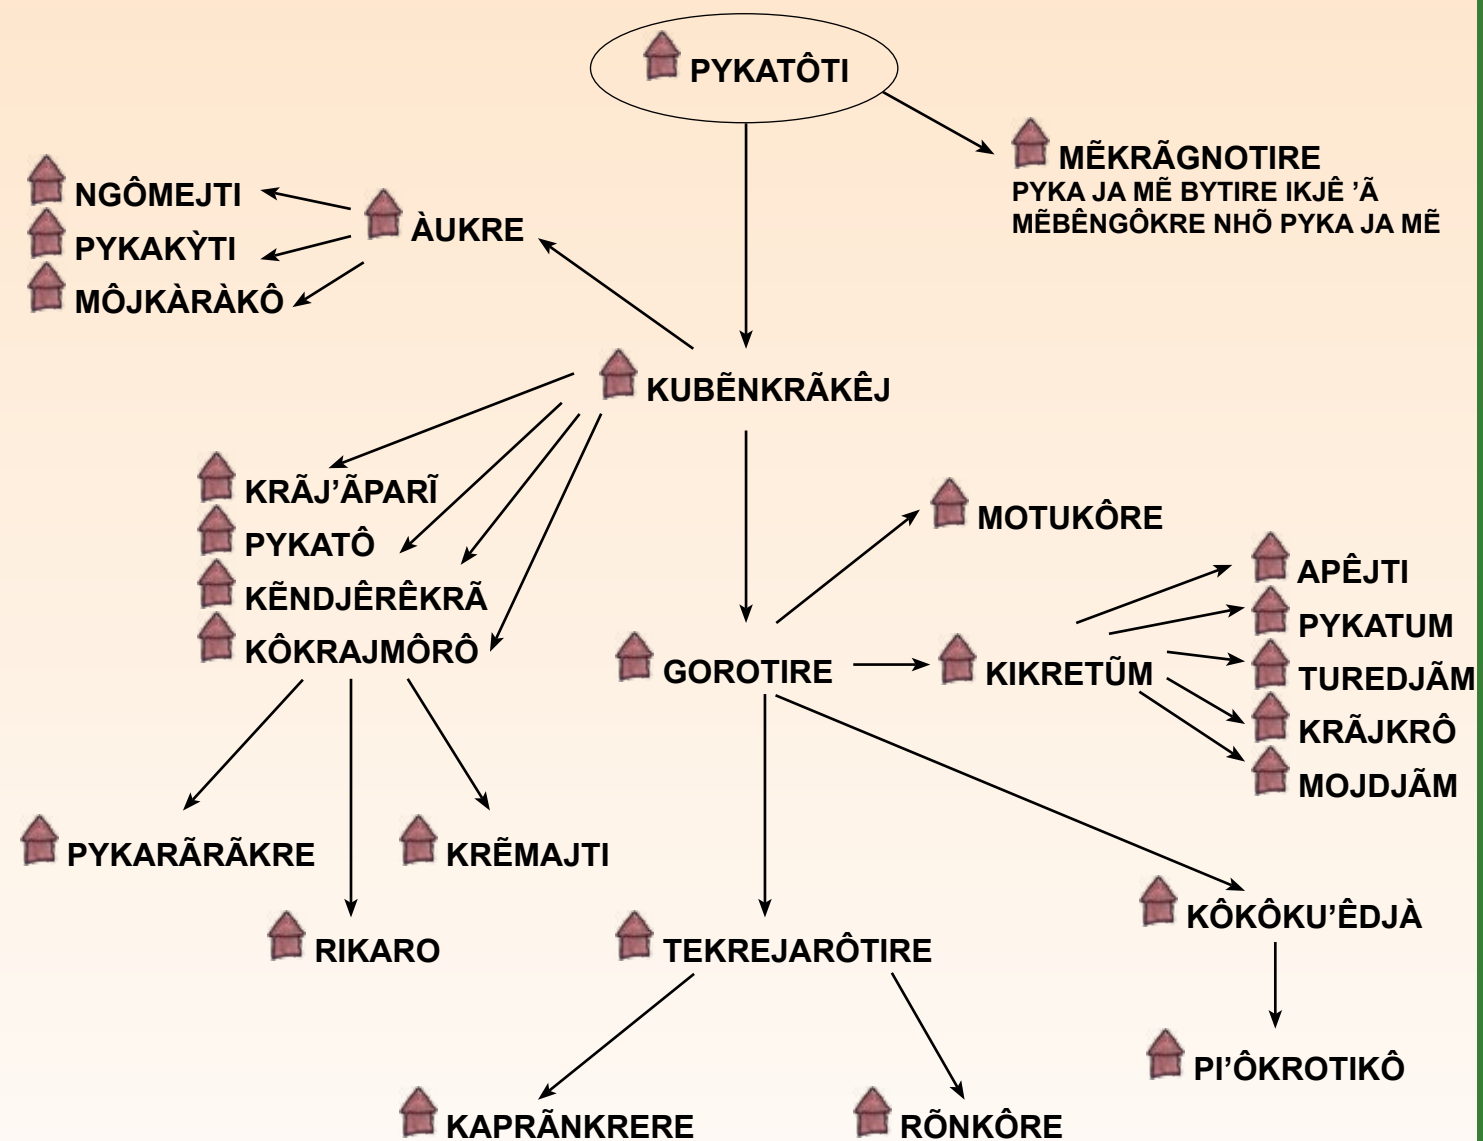 PYKATÔTI
MẼKRÃGNOTIRE
PYKA JA MẼ BYTIRE IKJÊ ’Ã
MẼBÊNGÔKRE NHÕ PYKA JA MẼ
NGÔMEJTI
PYKAKỲTI
MÔJKÀRÀKÔ
ÀUKRE
KUBẼNKRÃKÊJ
KRÃJ’ÃPARĨ
PYKATÔ
KẼNDJÊRÊKRÃ
KÔKRAJMÔRÔ
MOTUKÔRE
GOROTIRE
KIKRETŨM
APÊJTI
PYKATUM
TUREDJÃM
KRÃJKRÔ
MOJDJÃM
PYKARÃRÃKRE
KRẼMAJTI
RIKARO
TEKREJARÔTIRE
KÔKÔKU’ÊDJÀ
PI’ÔKROTIKÔ
KAPRÃNKRERE
RÕNKÔRE